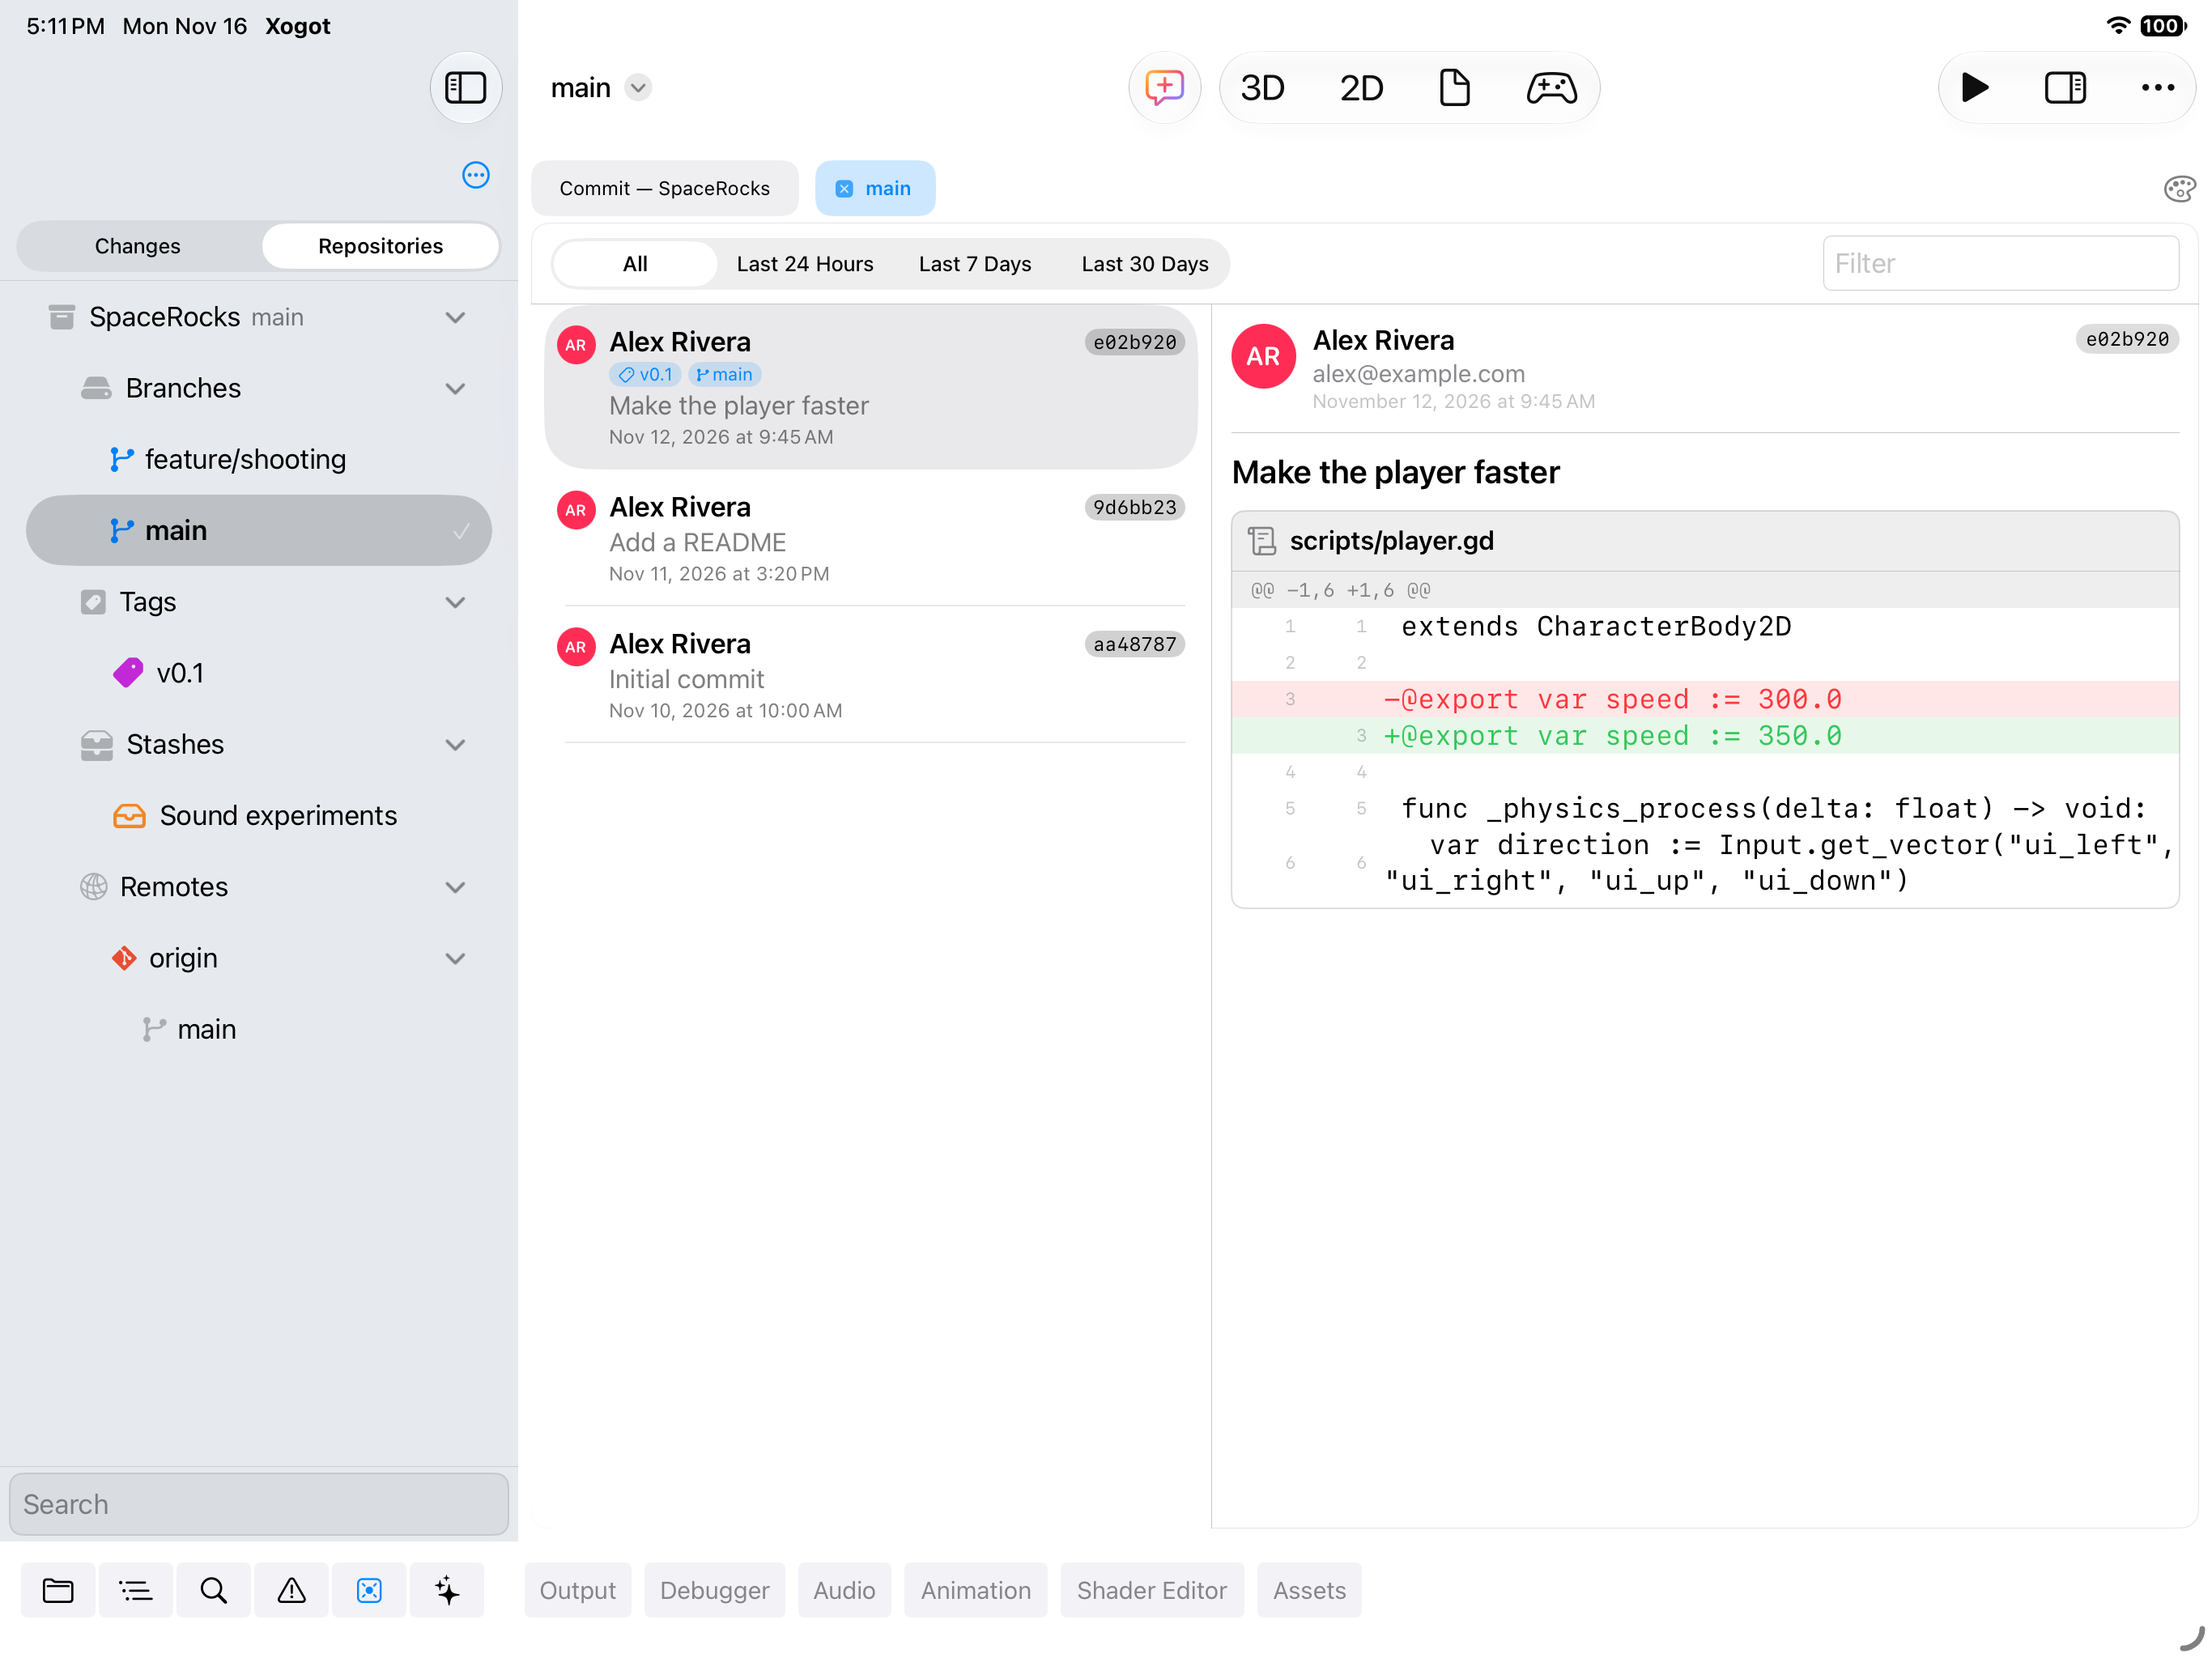 5:11 PM Mon Nov 16 Xogot
100
main
3D
2D
Changes
Repositories
SpaceRocks main
Branches
feature/shooting
main
Tags
v0.1
Stashes
Sound experiments
Remotes
origin
main
Search
Commit — SpaceRocks
main
All
Last 24 Hours
Last 7 Days
Last 30 Days
Filter
AR
Alex Rivera
e02b920
v0.1 main
Make the player faster
Nov 12, 2026 at 9:45 AM
AR
Alex Rivera
9d6bb23
Add a README
Nov 11, 2026 at 3:20 PM
AR
Alex Rivera
aa48787
Initial commit
Nov 10, 2026 at 10:00 AM
AR
Alex Rivera
e02b920
alex@example.com
November 12, 2026 at 9:45 AM
Make the player faster
scripts/player.gd
@@ -1,6 +1,6 @@
1 1 extends CharacterBody2D
2 2
3 -@export var speed := 300.0
3 +@export var speed := 350.0
4 4
5 5 func _physics_process(delta: float) -> void:
6 6 var direction := Input.get_vector("ui_left",
"ui_right", "ui_up", "ui_down")
Output
Debugger
Audio
Animation
Shader Editor
Assets